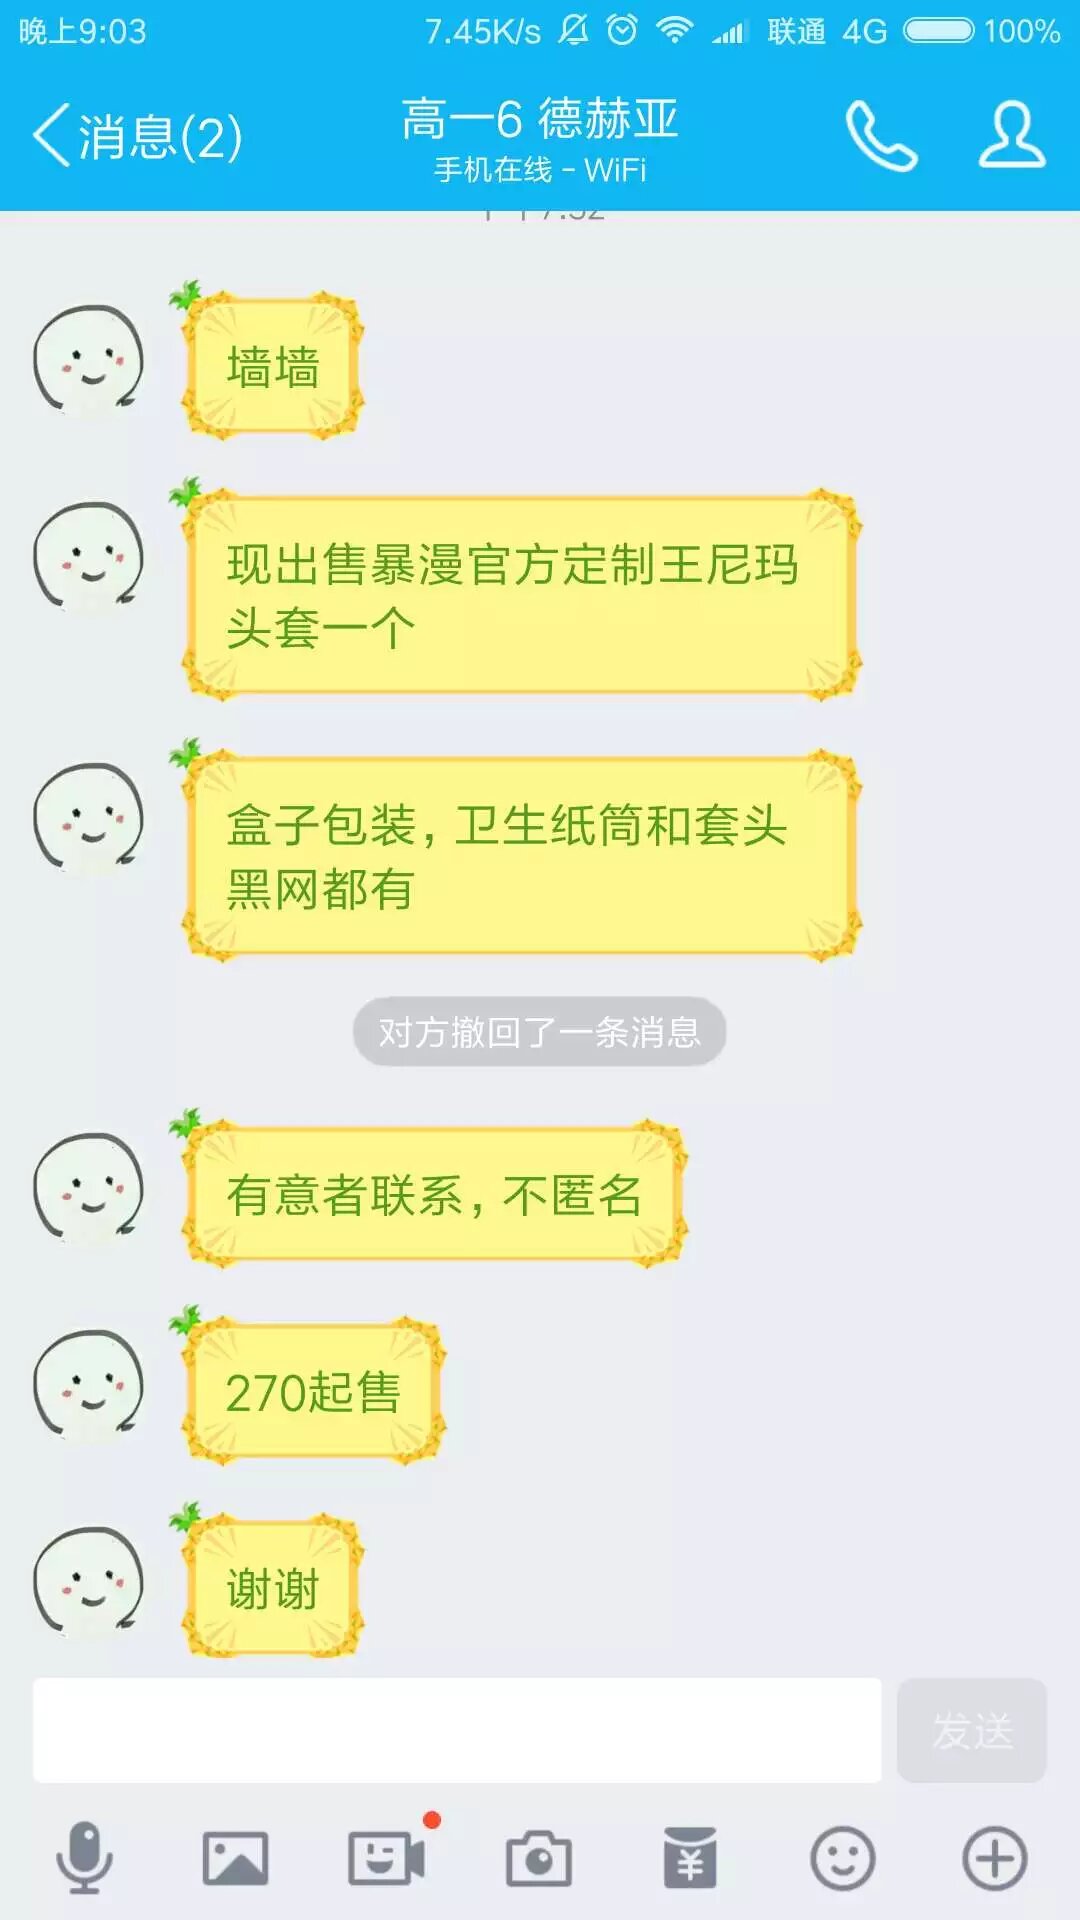 晚上9:03 7.45K/s 联通 4G 100%
消息(2)
高一6 德赫亚
手机在线 - WiFi
墙墙
现出售暴漫官方定制王尼玛
头套一个
盒子包装，卫生纸筒和套头
黑网都有
对方撤回了一条消息
有意者联系，不匿名
270起售
谢谢
发送